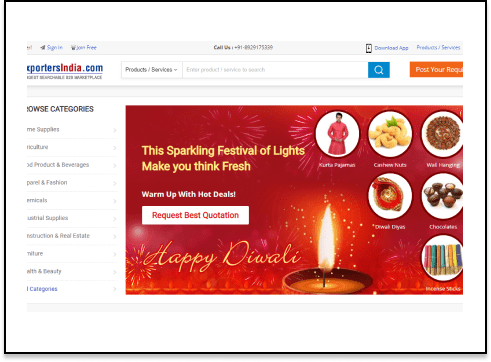 er! Sign In Join Free Call Us : +91-8929175339 Download App Products / Services
xportersIndia.com Products / Services Enter product / service to search Post Your Requi
GEST SEARCHABLE B2B MARKETPLACE
OWSE CATEGORIES
me Supplies
riculture
od Product & Beverages
parel & Fashion
emicals
ustrial Supplies
nstruction & Real Estate
niture
alth & Beauty
l Categories
This Sparkling Festival of Lights
Make you think Fresh
Warm Up With Hot Deals!
Request Best Quotation
Happy Diwali
Kurta Pajamas Cashew Nuts Wall Hanging
Diwali Diyas Chocolates
Incense Sticks